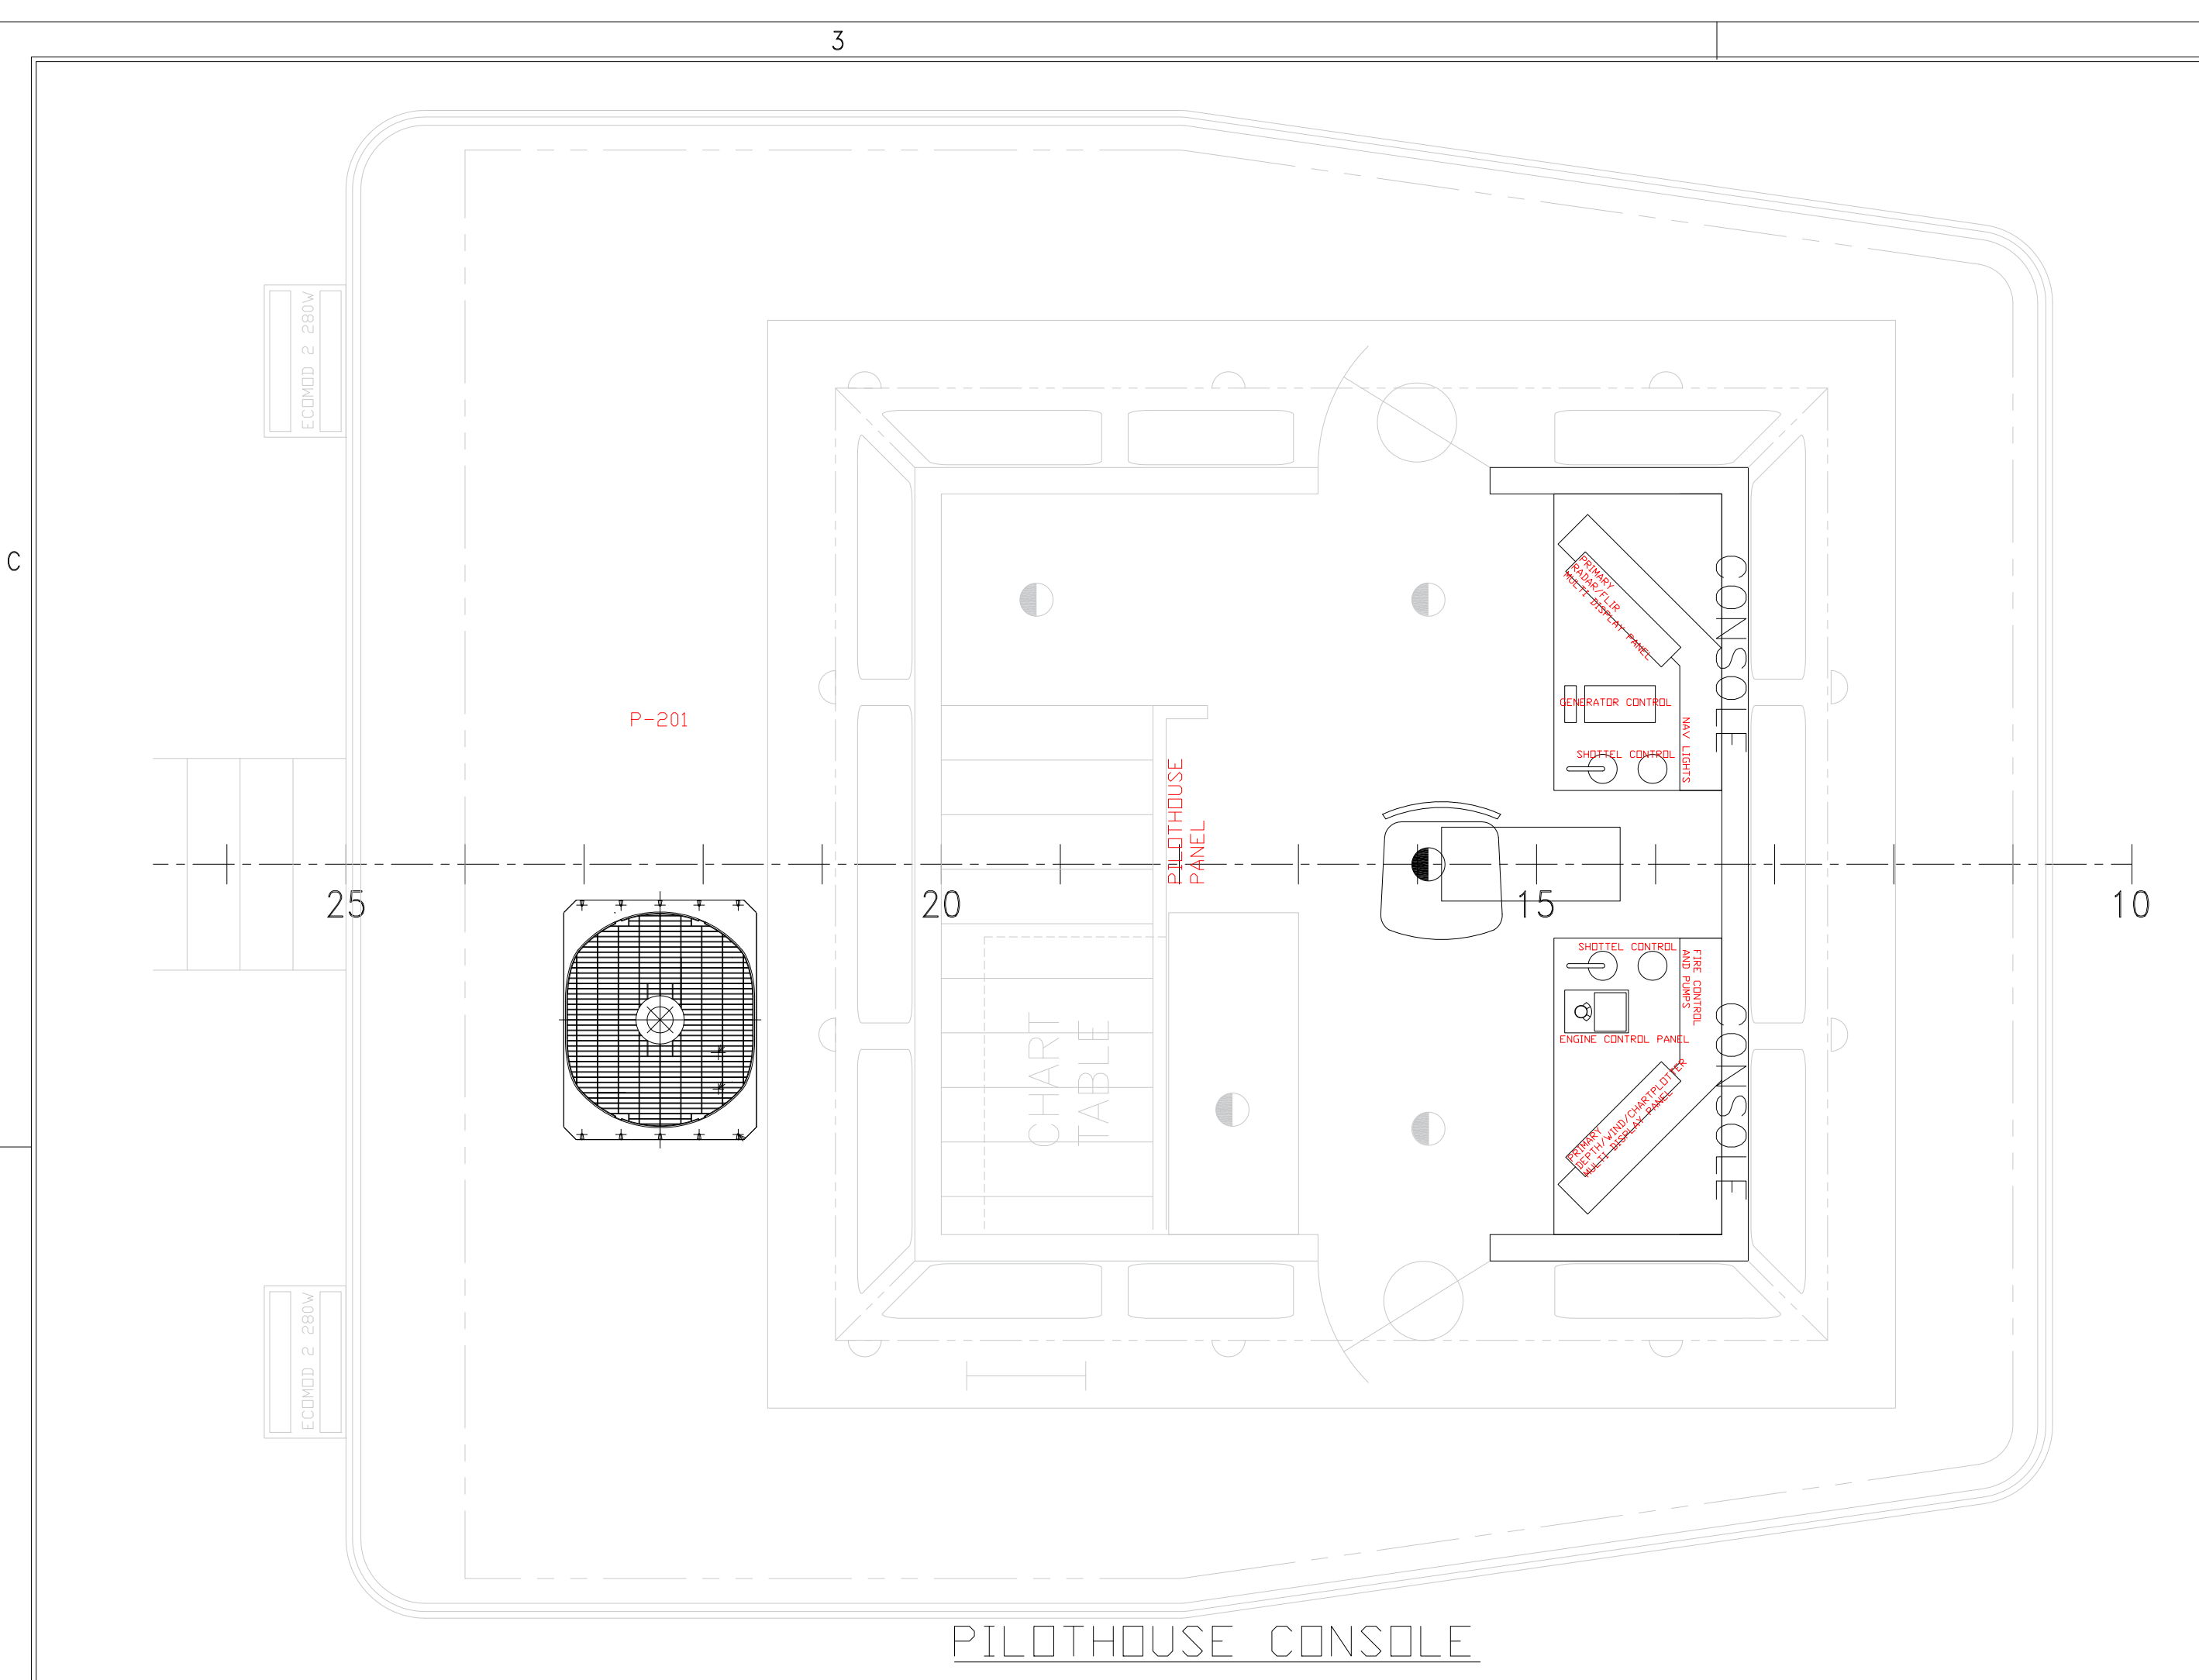 3
C
ECOMOD 2 280W
PRIMARY
RADAR/FLIR
MULTI DISPLAY PANEL
CONSOLE
GENERATOR CONTROL
P-201
NAV LIGHTS
SHOTTEL CONTROL
PILOTHOUSE
PANEL
25
20
15
10
SHOTTEL CONTROL
FIRE CONTROL
AND PUMPS
ENGINE CONTROL PANEL
CHART
TABLE
CONSOLE
PRIMARY
DEPTH/WIND/CHARTPLOTTER
MULTI DISPLAY PANEL
ECOMOD 2 280W
PILOTHOUSE CONSOLE